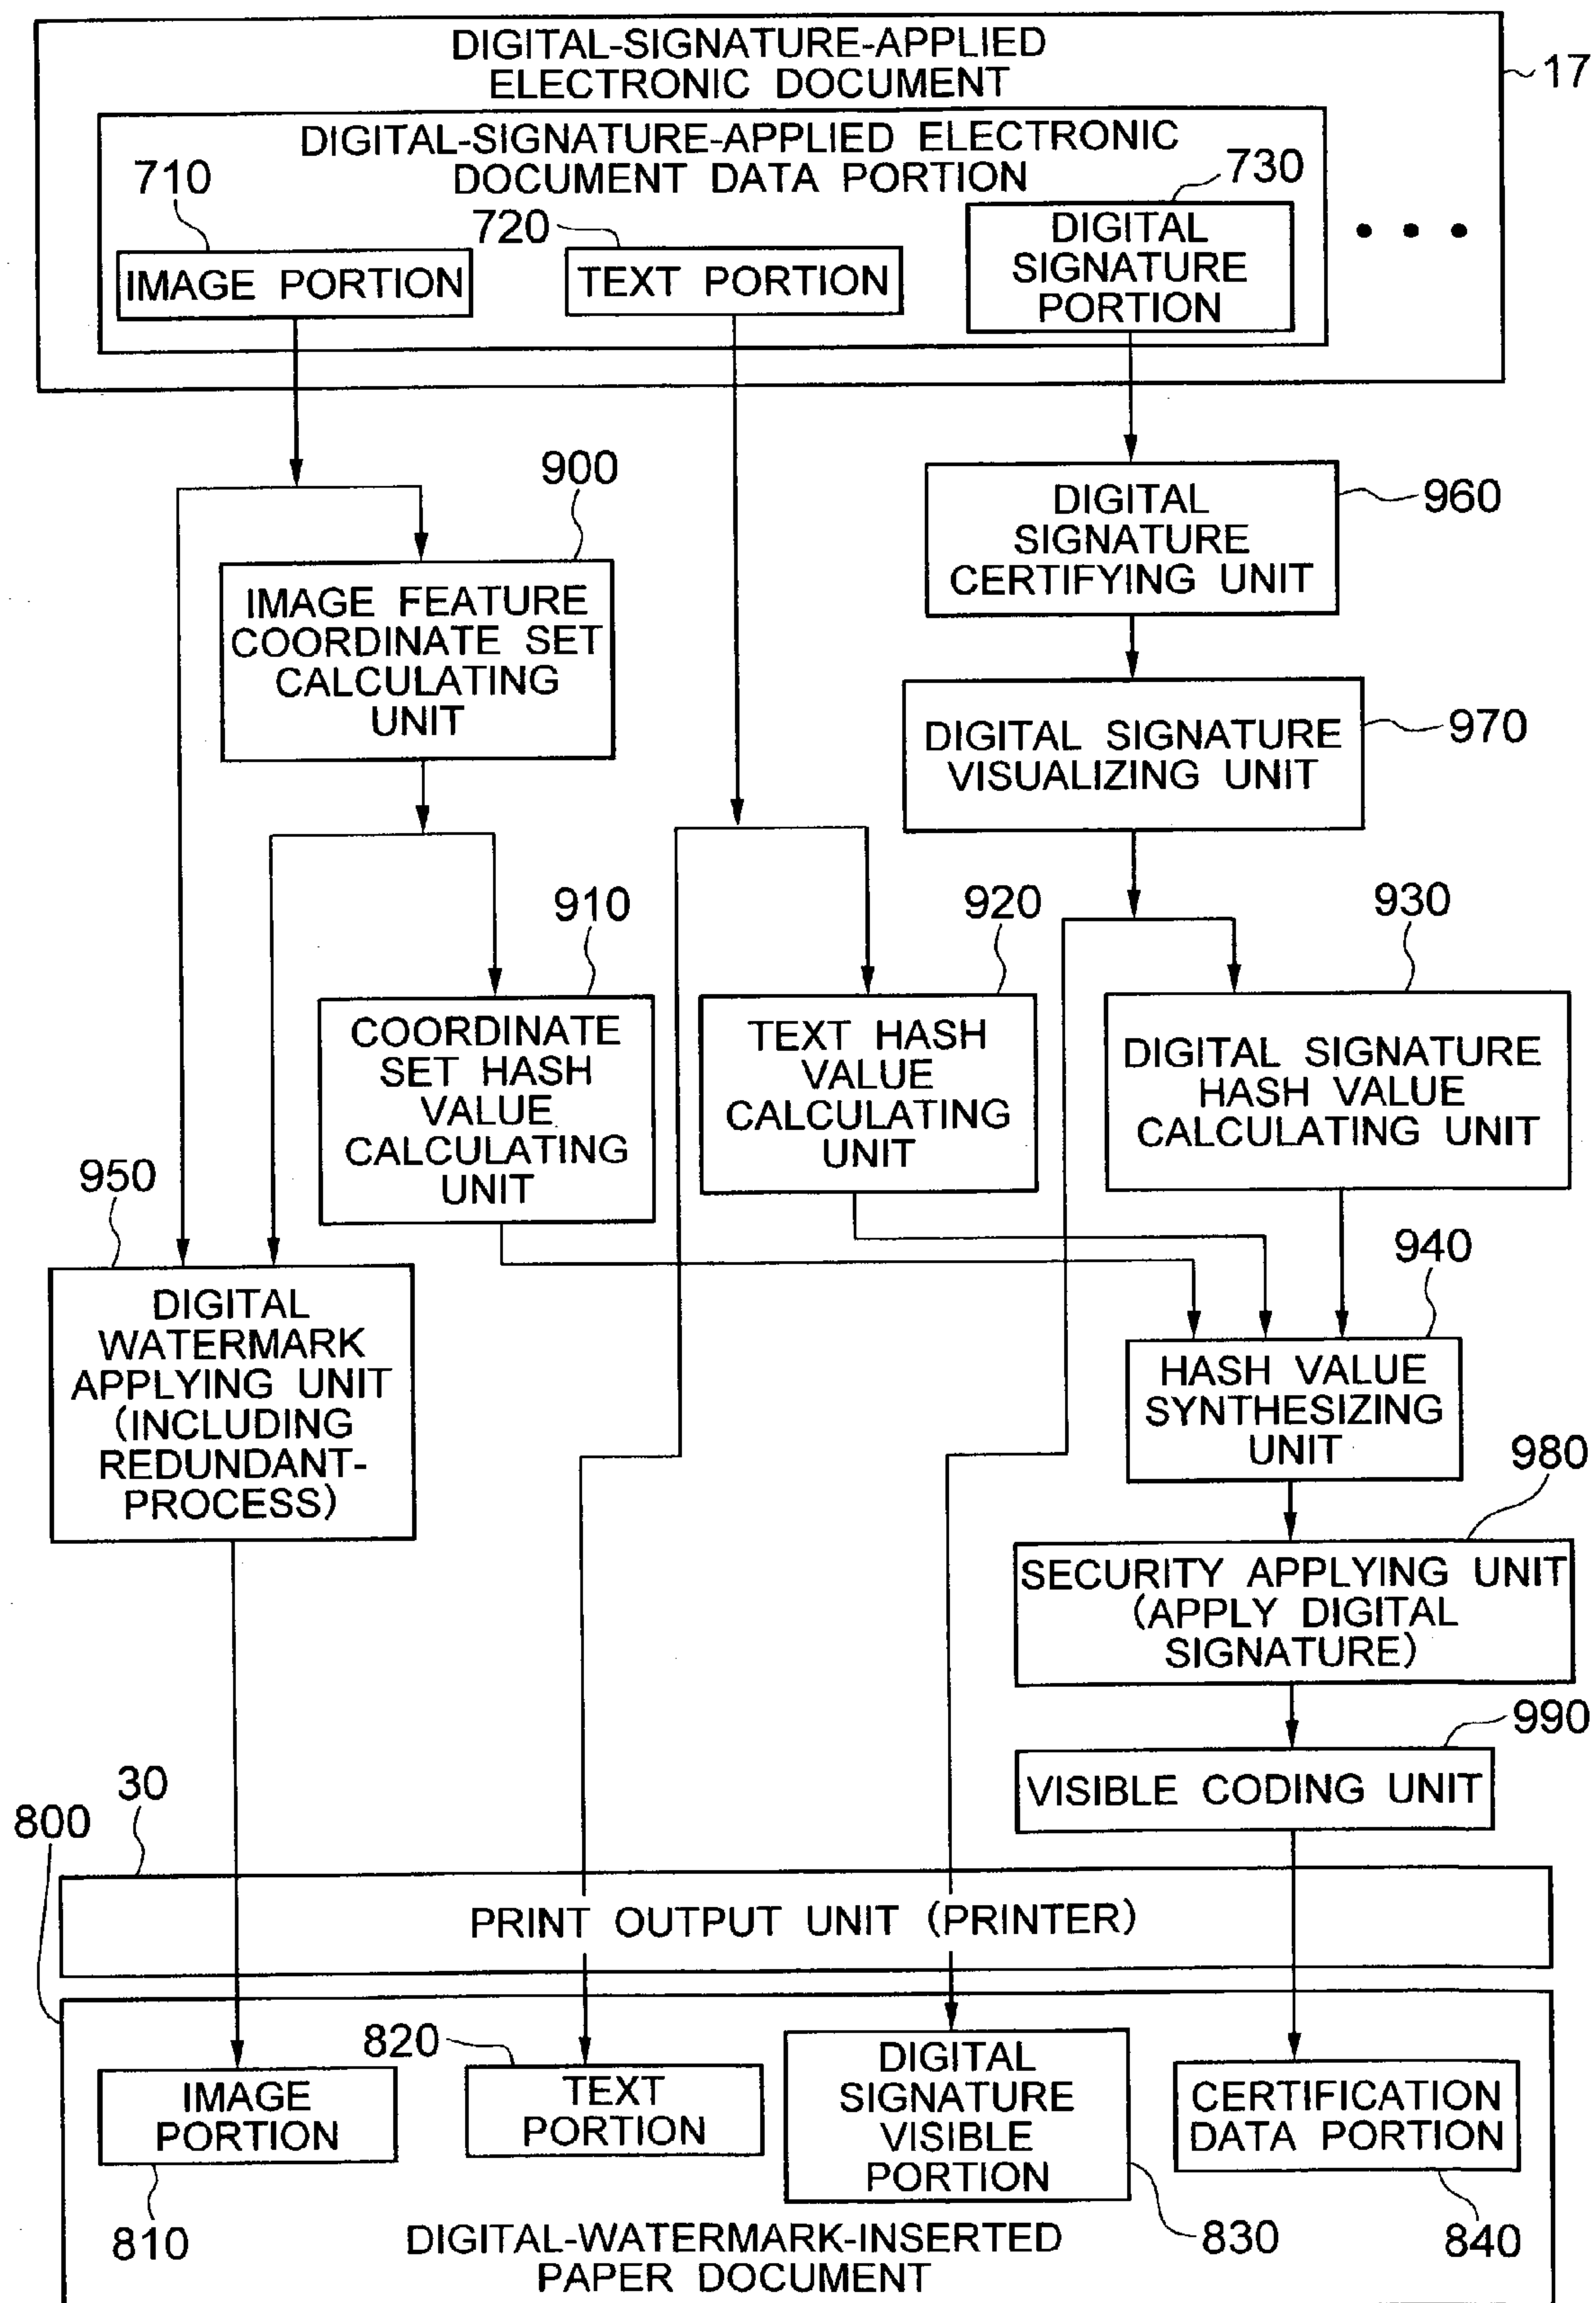 DIGITAL-SIGNATURE-APPLIED
ELECTRONIC DOCUMENT
17
DIGITAL-SIGNATURE-APPLIED ELECTRONIC
DOCUMENT DATA PORTION
710
720
730
IMAGE PORTION
TEXT PORTION
DIGITAL
SIGNATURE
PORTION
• • •
900
IMAGE FEATURE
COORDINATE SET
CALCULATING
UNIT
960
DIGITAL
SIGNATURE
CERTIFYING UNIT
970
DIGITAL SIGNATURE
VISUALIZING UNIT
910
COORDINATE
SET HASH
VALUE
CALCULATING
UNIT
920
TEXT HASH
VALUE
CALCULATING
UNIT
930
DIGITAL SIGNATURE
HASH VALUE
CALCULATING UNIT
950
DIGITAL
WATERMARK
APPLYING UNIT
(INCLUDING
REDUNDANT-
PROCESS)
940
HASH VALUE
SYNTHESIZING
UNIT
980
SECURITY APPLYING UNIT
(APPLY DIGITAL
SIGNATURE)
990
VISIBLE CODING UNIT
30
800
PRINT OUTPUT UNIT (PRINTER)
820
IMAGE
PORTION
TEXT
PORTION
DIGITAL
SIGNATURE
VISIBLE
PORTION
CERTIFICATION
DATA PORTION
810
830
840
DIGITAL-WATERMARK-INSERTED
PAPER DOCUMENT